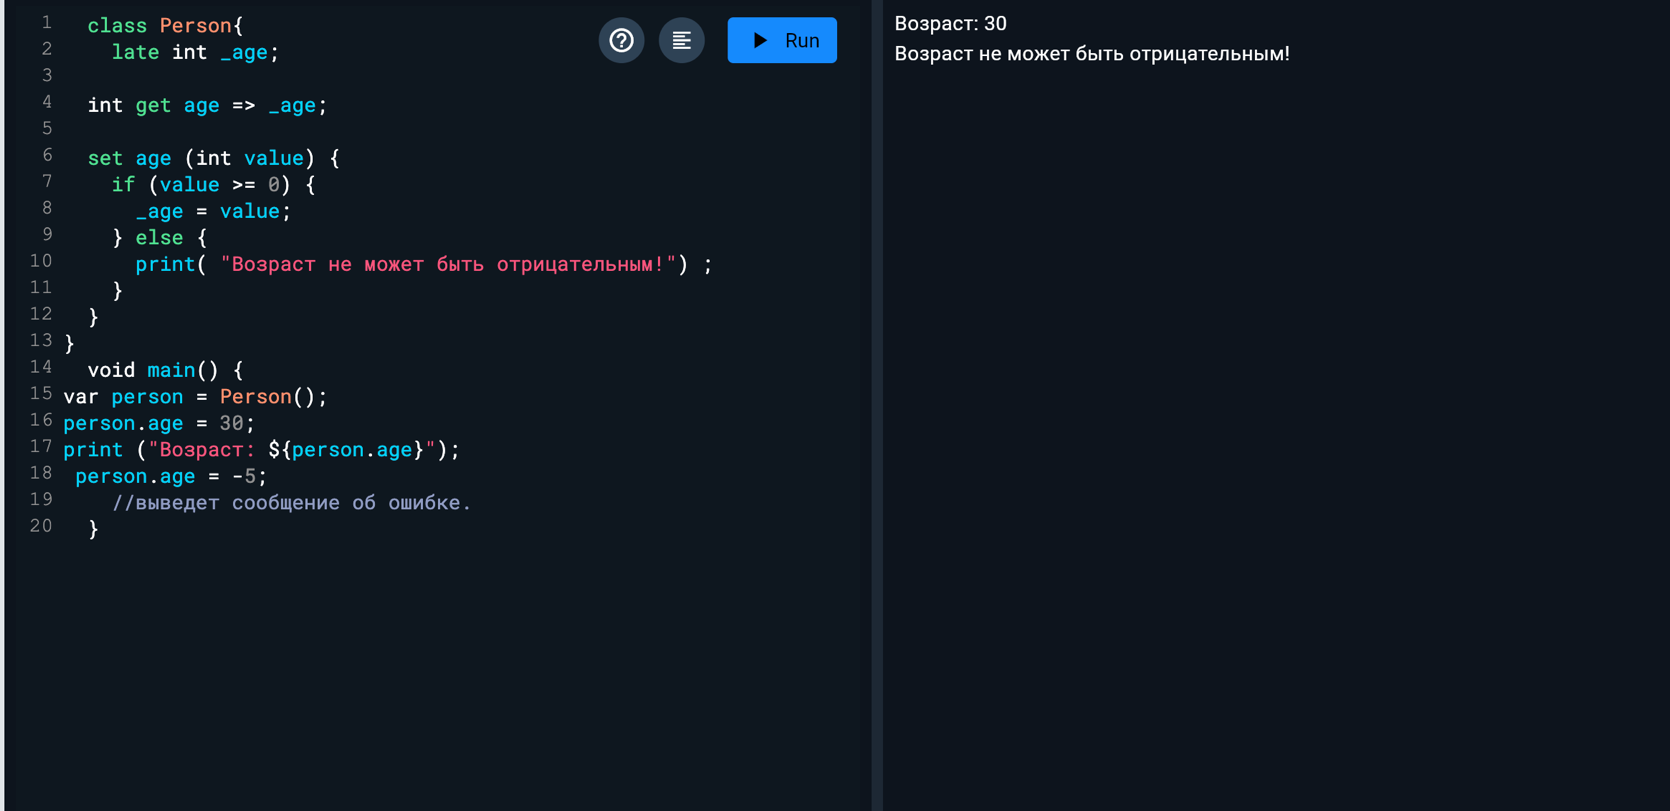 1 class Person{
2 late int _age;
3
4 int get age => _age;
5
6 set age (int value) {
7 if (value >= 0) {
8 _age = value;
9 } else {
10 print( "Возраст не может быть отрицательным!") ;
11 }
12 }
13 }
14 void main() {
15 var person = Person();
16 person.age = 30;
17 print ("Возраст: ${person.age}");
18 person.age = -5;
19 //выведет сообщение об ошибке.
20 }
Run
Возраст: 30
Возраст не может быть отрицательным!